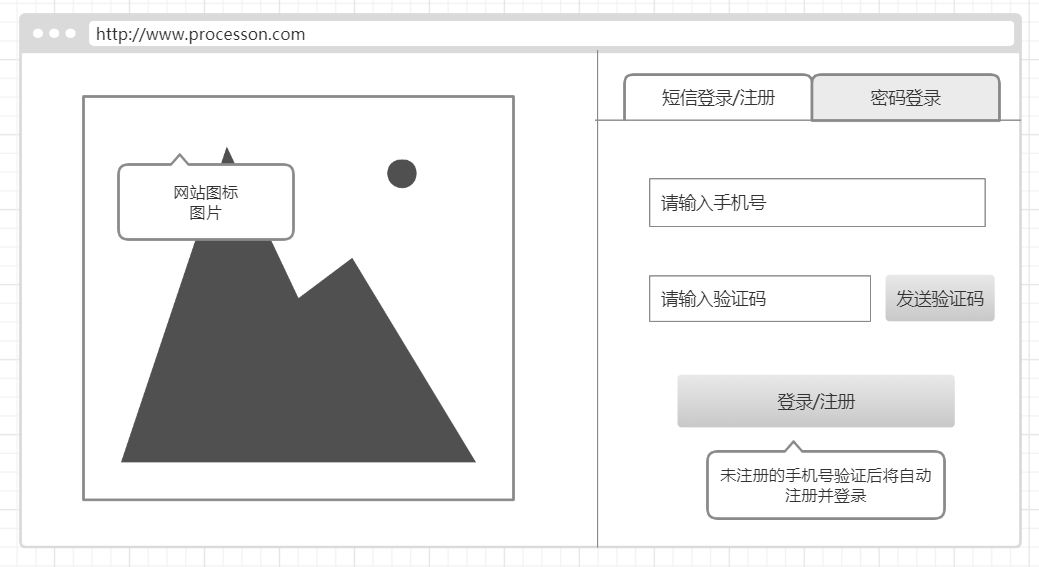 http://www.processon.com
网站图标
图片
短信登录/注册
密码登录
请输入手机号
请输入验证码
发送验证码
登录/注册
未注册的手机号验证后将自动
注册并登录